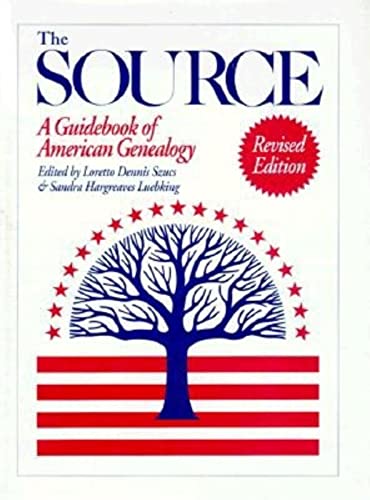 The
SOURCE
A Guidebook of
American Genealogy
Edited by Loretto Dennis Szucs
& Sandra Hargreaves Luebking
Revised
Edition